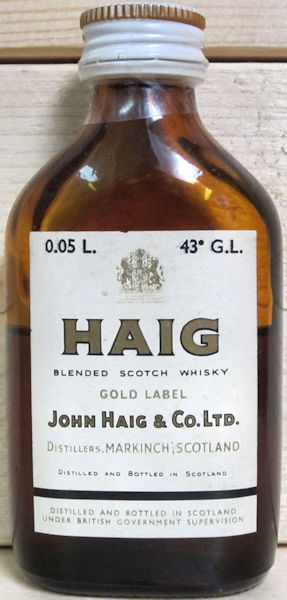 0.05 L. 43° G.L.
HAIG
BLENDED SCOTCH WHISKY
GOLD LABEL
JOHN HAIG & CO. LTD.
DISTILLERS, MARKINCH, SCOTLAND
DISTILLED AND BOTTLED IN SCOTLAND
DISTILLED AND BOTTLED IN SCOTLAND
UNDER BRITISH GOVERNMENT SUPERVISION